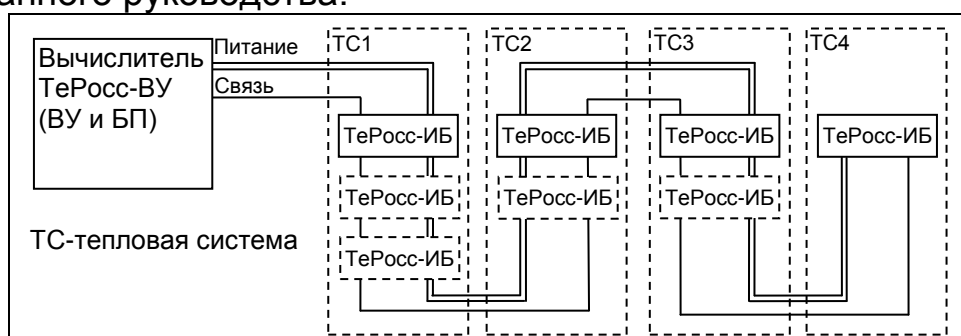 анного руководства.
Вычислитель
ТеРосс-ВУ
(ВУ и БП)
Питание
Связь
ТС1
ТС2
ТС3
ТС4
ТеРосс-ИБ
ТеРосс-ИБ
ТеРосс-ИБ
ТеРосс-ИБ
ТеРосс-ИБ
ТеРосс-ИБ
ТеРосс-ИБ
ТеРосс-ИБ
ТС-тепловая система